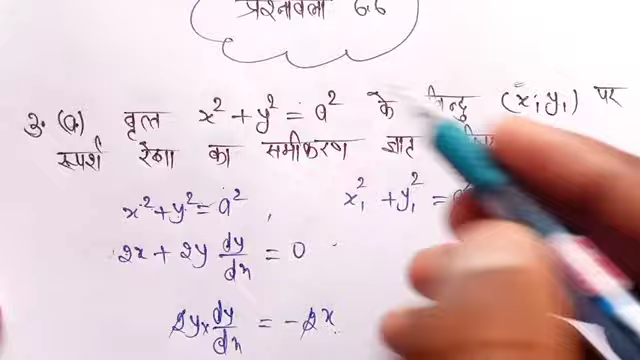 प्रश्नावली 6.6
3. (a) वृत्त x² + y² = a² के बिन्दु (x₁, y₁) पर
स्पर्श रेखा का समीकरण ज्ञात
x² + y² = a² , x₁² + y₁² = a²
2x + 2y dy/dx = 0
2y × dy/dx = -2x